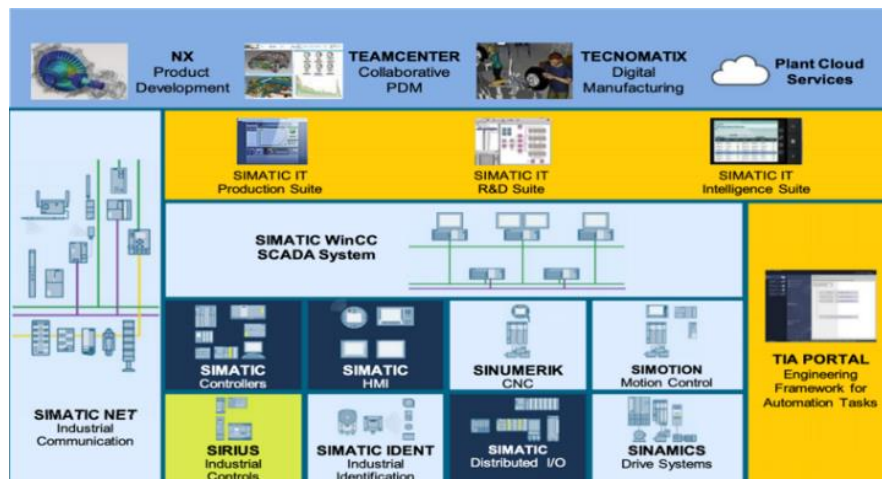 NX
Product
Development
TEAMCENTER
Collaborative
PDM
TECNOMATIX
Digital
Manufacturing
Plant Cloud
Services
SIMATIC IT
Production Suite
SIMATIC IT
R&D Suite
SIMATIC IT
Intelligence Suite
SIMATIC WinCC
SCADA System
SIMATIC
Controllers
SIMATIC
HMI
SINUMERIK
CNC
SIMOTION
Motion Control
TIA PORTAL
Engineering
Framework for
Automation Tasks
SIMATIC NET
Industrial
Communication
SIRIUS
Industrial
Controls
SIMATIC IDENT
Industrial
Identification
SIMATIC
Distributed I/O
SINAMICS
Drive Systems